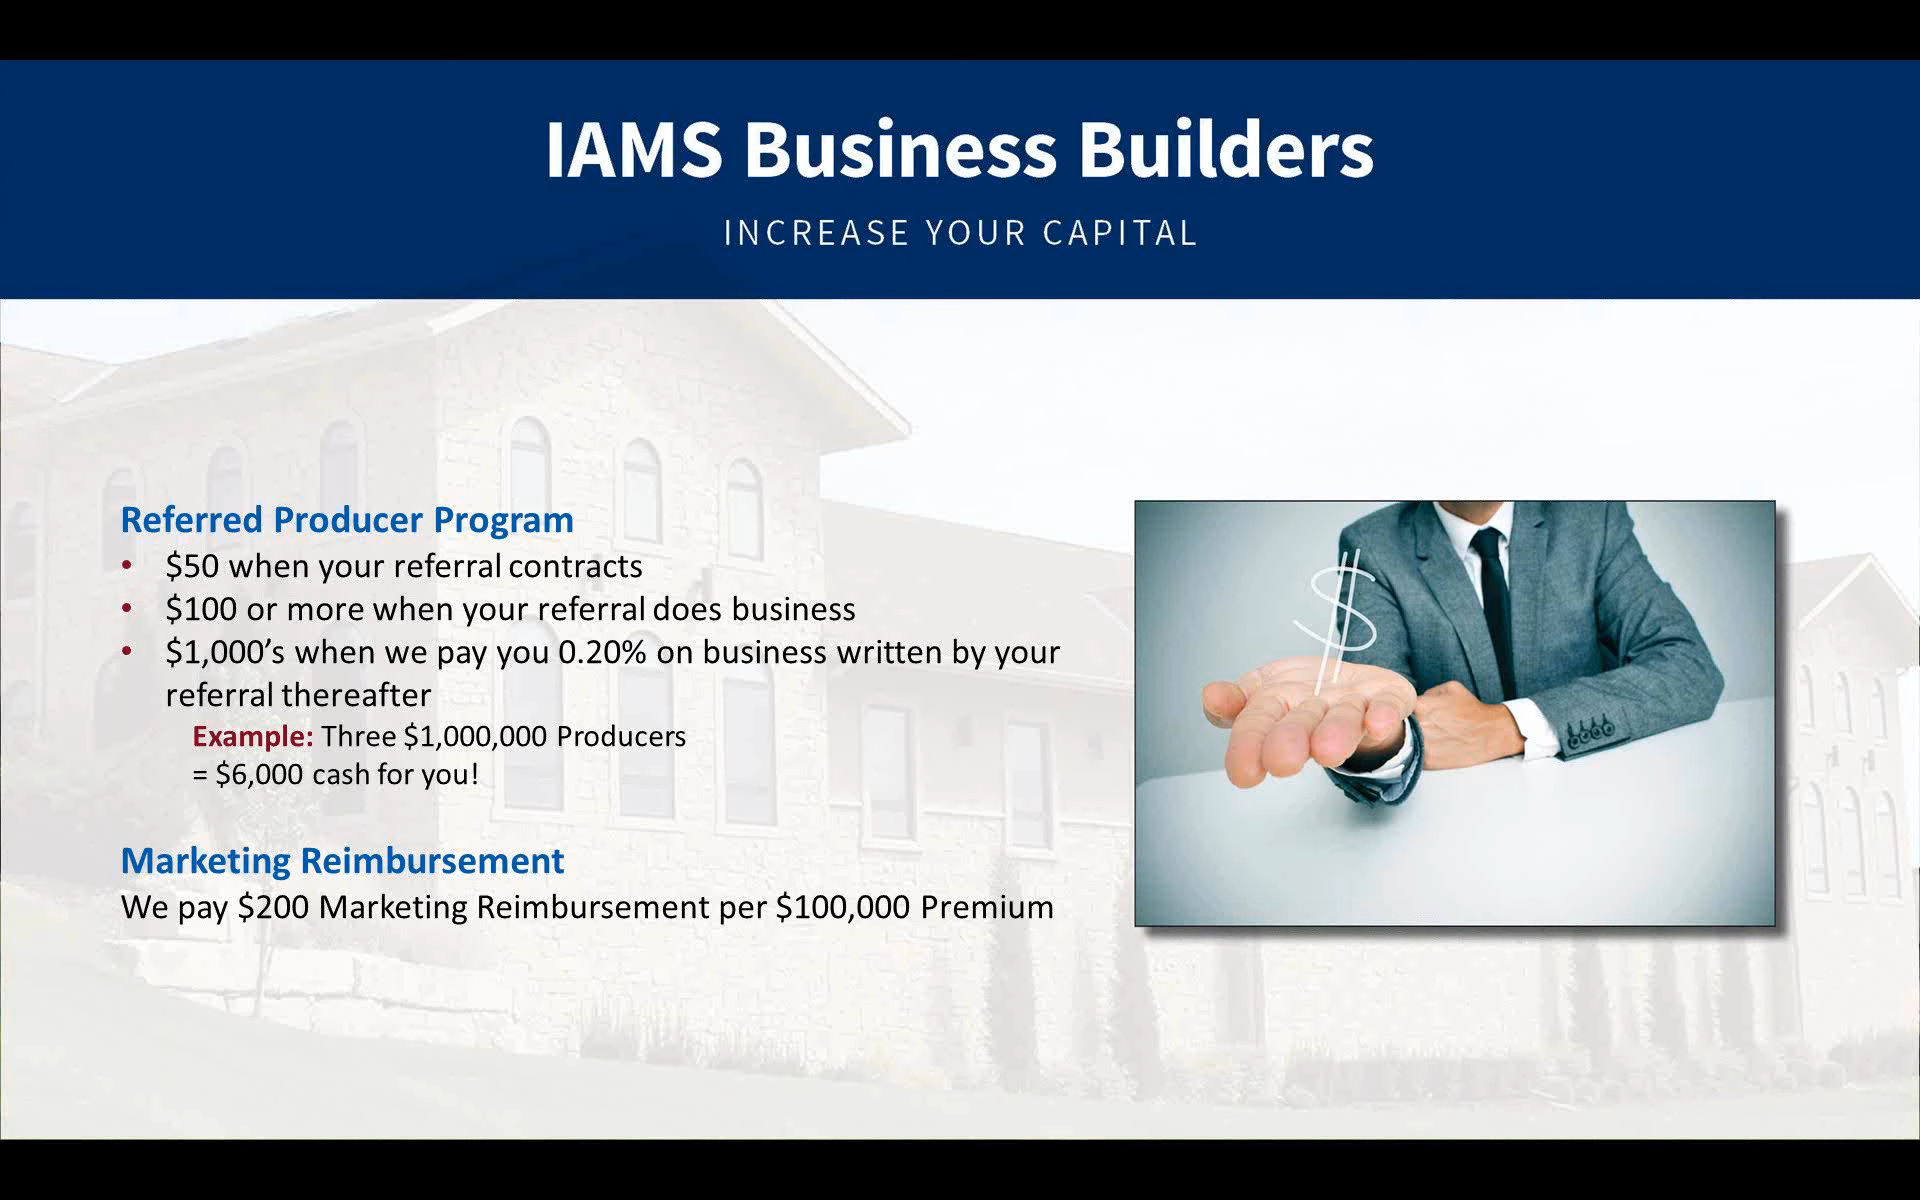 IAMS Business Builders
INCREASE YOUR CAPITAL
Referred Producer Program
• $50 when your referral contracts
• $100 or more when your referral does business
• $1,000’s when we pay you 0.20% on business written by your
referral thereafter
Example: Three $1,000,000 Producers
= $6,000 cash for you!
Marketing Reimbursement
We pay $200 Marketing Reimbursement per $100,000 Premium
$